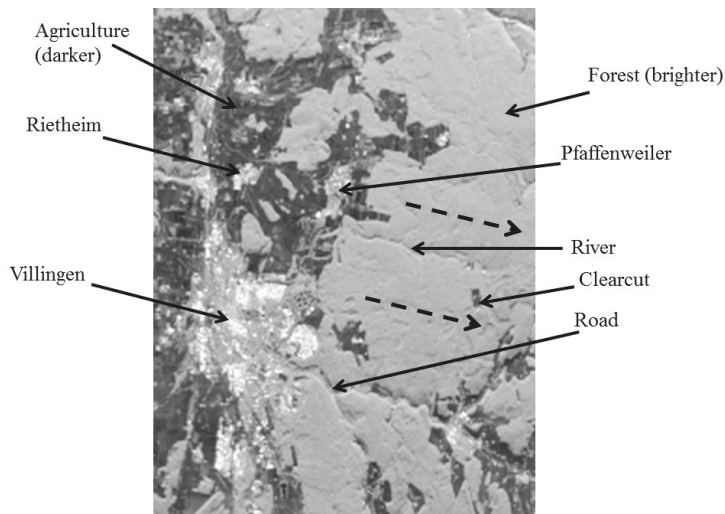 Agriculture
(darker)
Forest (brighter)
Rietheim
Pfaffenweiler
River
Villingen
Clearcut
Road